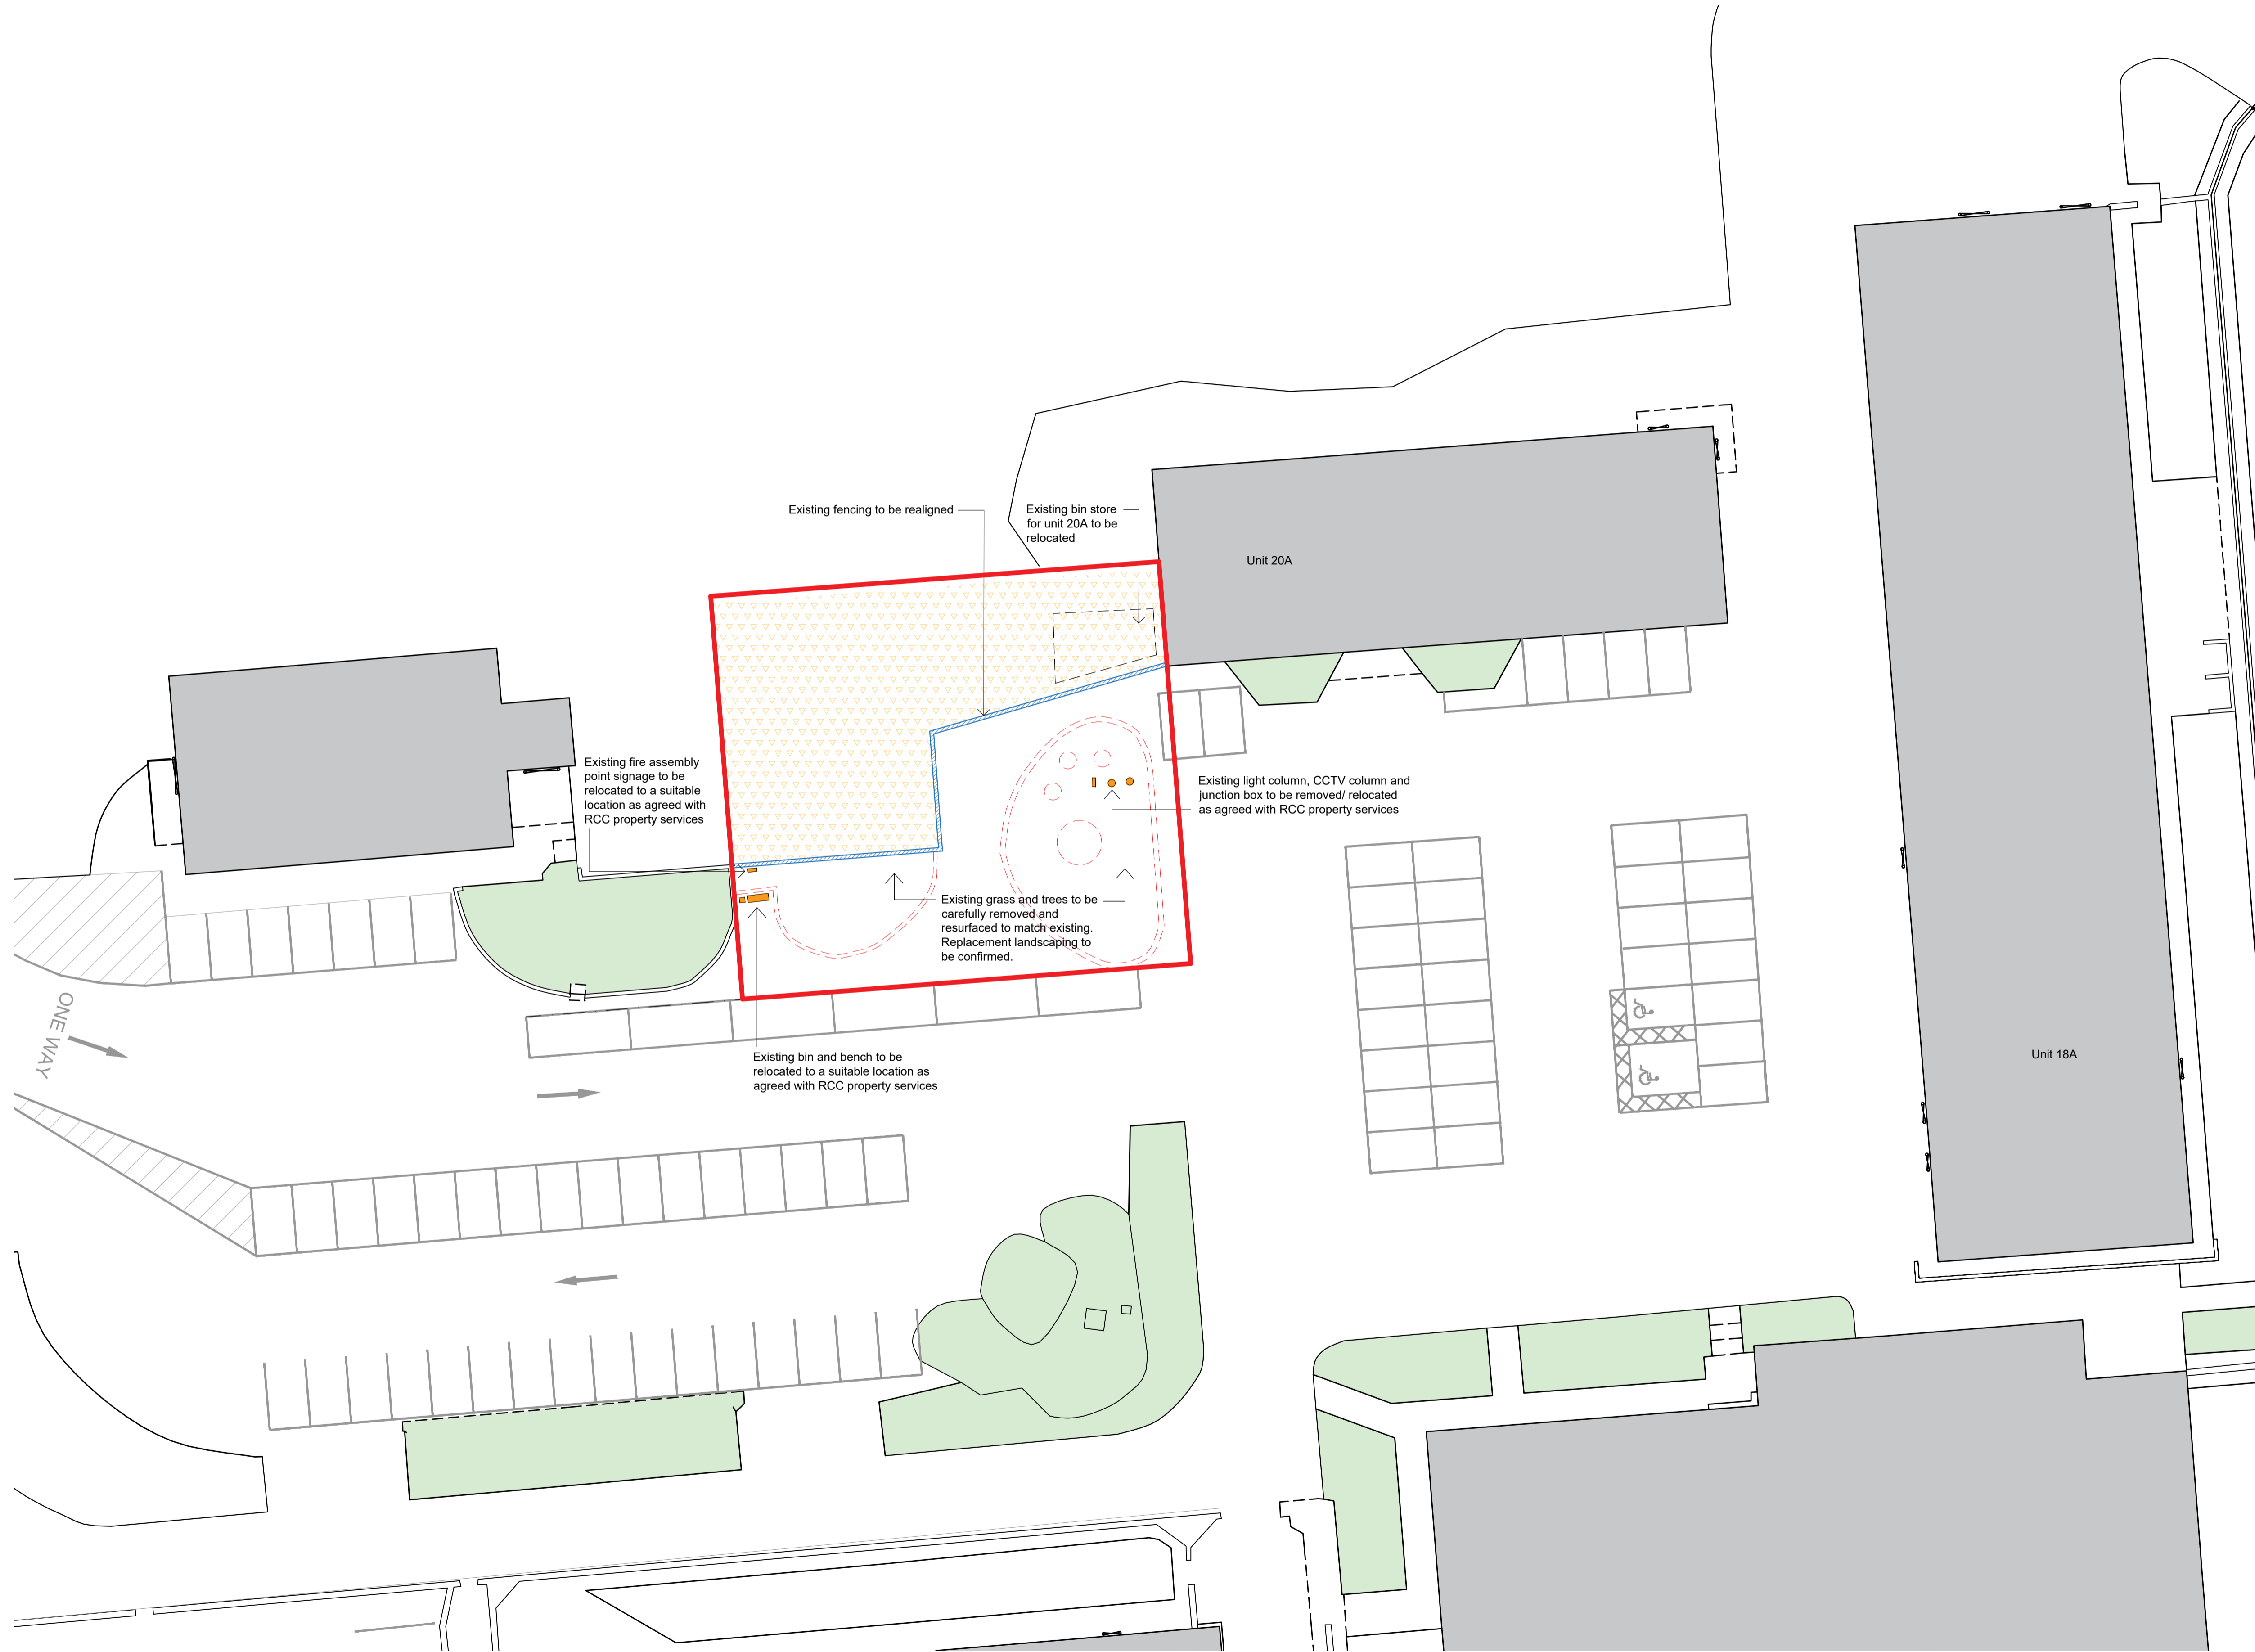 Existing fencing to be realigned
Existing bin store
for unit 20A to be
relocated
Unit 20A
Existing fire assembly
point signage to be
relocated to a suitable
location as agreed with
RCC property services
Existing light column, CCTV column and
junction box to be removed/ relocated
as agreed with RCC property services
Existing grass and trees to be
carefully removed and
resurfaced to match existing.
Replacement landscaping to
be confirmed.
ONE WAY
Existing bin and bench to be
relocated to a suitable location as
agreed with RCC property services
Unit 18A